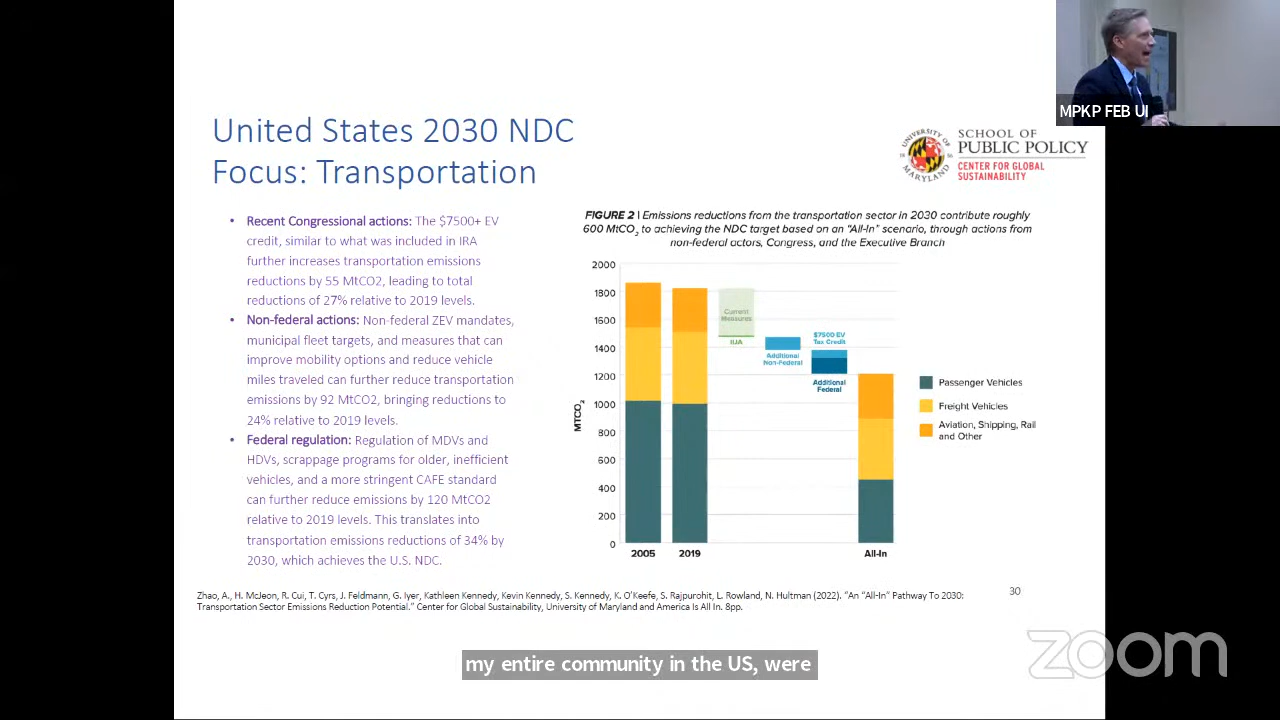 MPKP FEB UI
United States 2030 NDC
Focus: Transportation
UNIVERSITY OF
MARYLAND
18 56
SCHOOL OF
PUBLIC POLICY
CENTER FOR GLOBAL
SUSTAINABILITY
• Recent Congressional actions: The $7500+ EV
credit, similar to what was included in IRA
further increases transportation emissions
reductions by 55 MtCO2, leading to total
reductions of 27% relative to 2019 levels.
• Non-federal actions: Non-federal ZEV mandates,
municipal fleet targets, and measures that can
improve mobility options and reduce vehicle
miles traveled can further reduce transportation
emissions by 92 MtCO2, bringing reductions to
24% relative to 2019 levels.
• Federal regulation: Regulation of MDVs and
HDVs, scrappage programs for older, inefficient
vehicles, and a more stringent CAFE standard
can further reduce emissions by 120 MtCO2
relative to 2019 levels. This translates into
transportation emissions reductions of 34% by
2030, which achieves the U.S. NDC.
FIGURE 2 | Emissions reductions from the transportation sector in 2030 contribute roughly
600 MtCO₂ to achieving the NDC target based on an “All-In” scenario, through actions from
non-federal actors, Congress, and the Executive Branch
MTCO₂
2000
1800
1600
1400
1200
1000
800
600
400
200
0
2005
2019
All-In
Current
Measures
IIJA
Additional
Non-Federal
$7500 EV
Tax Credit
Additional
Federal
Passenger Vehicles
Freight Vehicles
Aviation, Shipping, Rail
and Other
Zhao, A., H. McJeon, R. Cui, T. Cyrs, J. Feldmann, G. Iyer, Kathleen Kennedy, Kevin Kennedy, S. Kennedy, K. O’Keefe, S. Rajpurohit, L. Rowland, N. Hultman (2022). “An “All-In” Pathway To 2030:
Transportation Sector Emissions Reduction Potential.” Center for Global Sustainability, University of Maryland and America Is All In. 8pp.
30
my entire community in the US, were
zoom